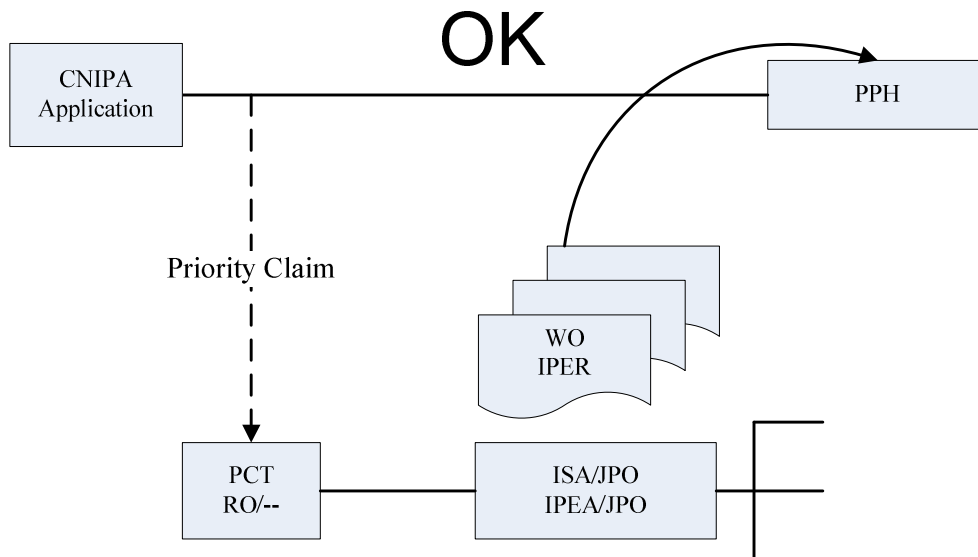 OK
CNIPA
Application
PPH
Priority Claim
WO
IPER
PCT
RO/--
ISA/JPO
IPEA/JPO